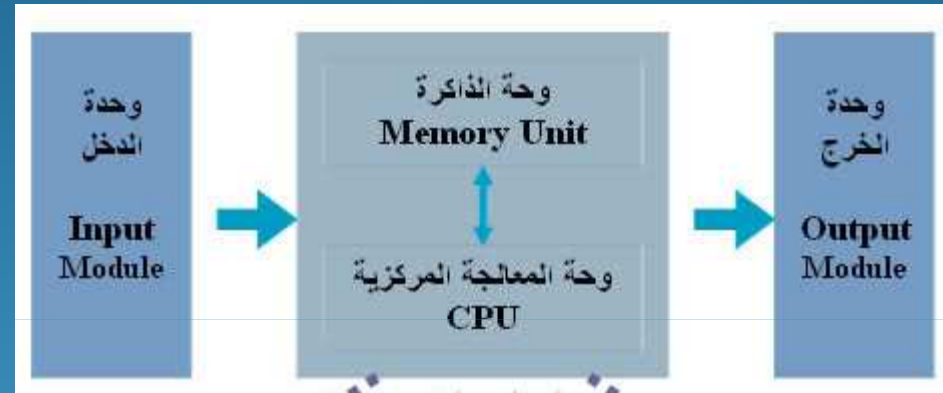 وحدة
الدخل
Input
Module
وحة الذاكرة
Memory Unit
وحة المعالجة المركزية
CPU
وحدة
الخرج
Output
Module